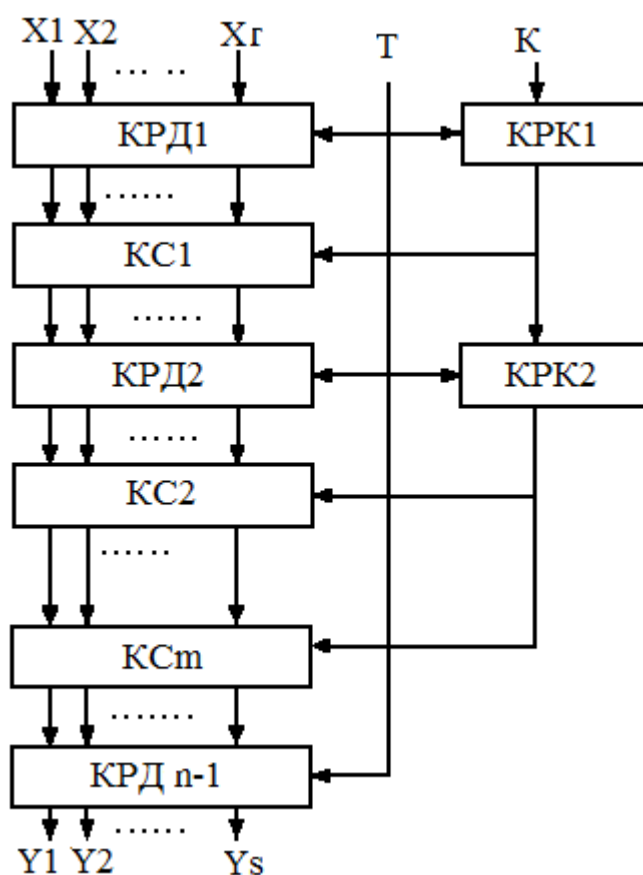 X1 X2 ... .. Xr T К
КРД1 КРК1
......
КС1
......
КРД2 КРК2
......
КС2
......
КСm
.......
КРД n-1
......
Y1 Y2 Ys